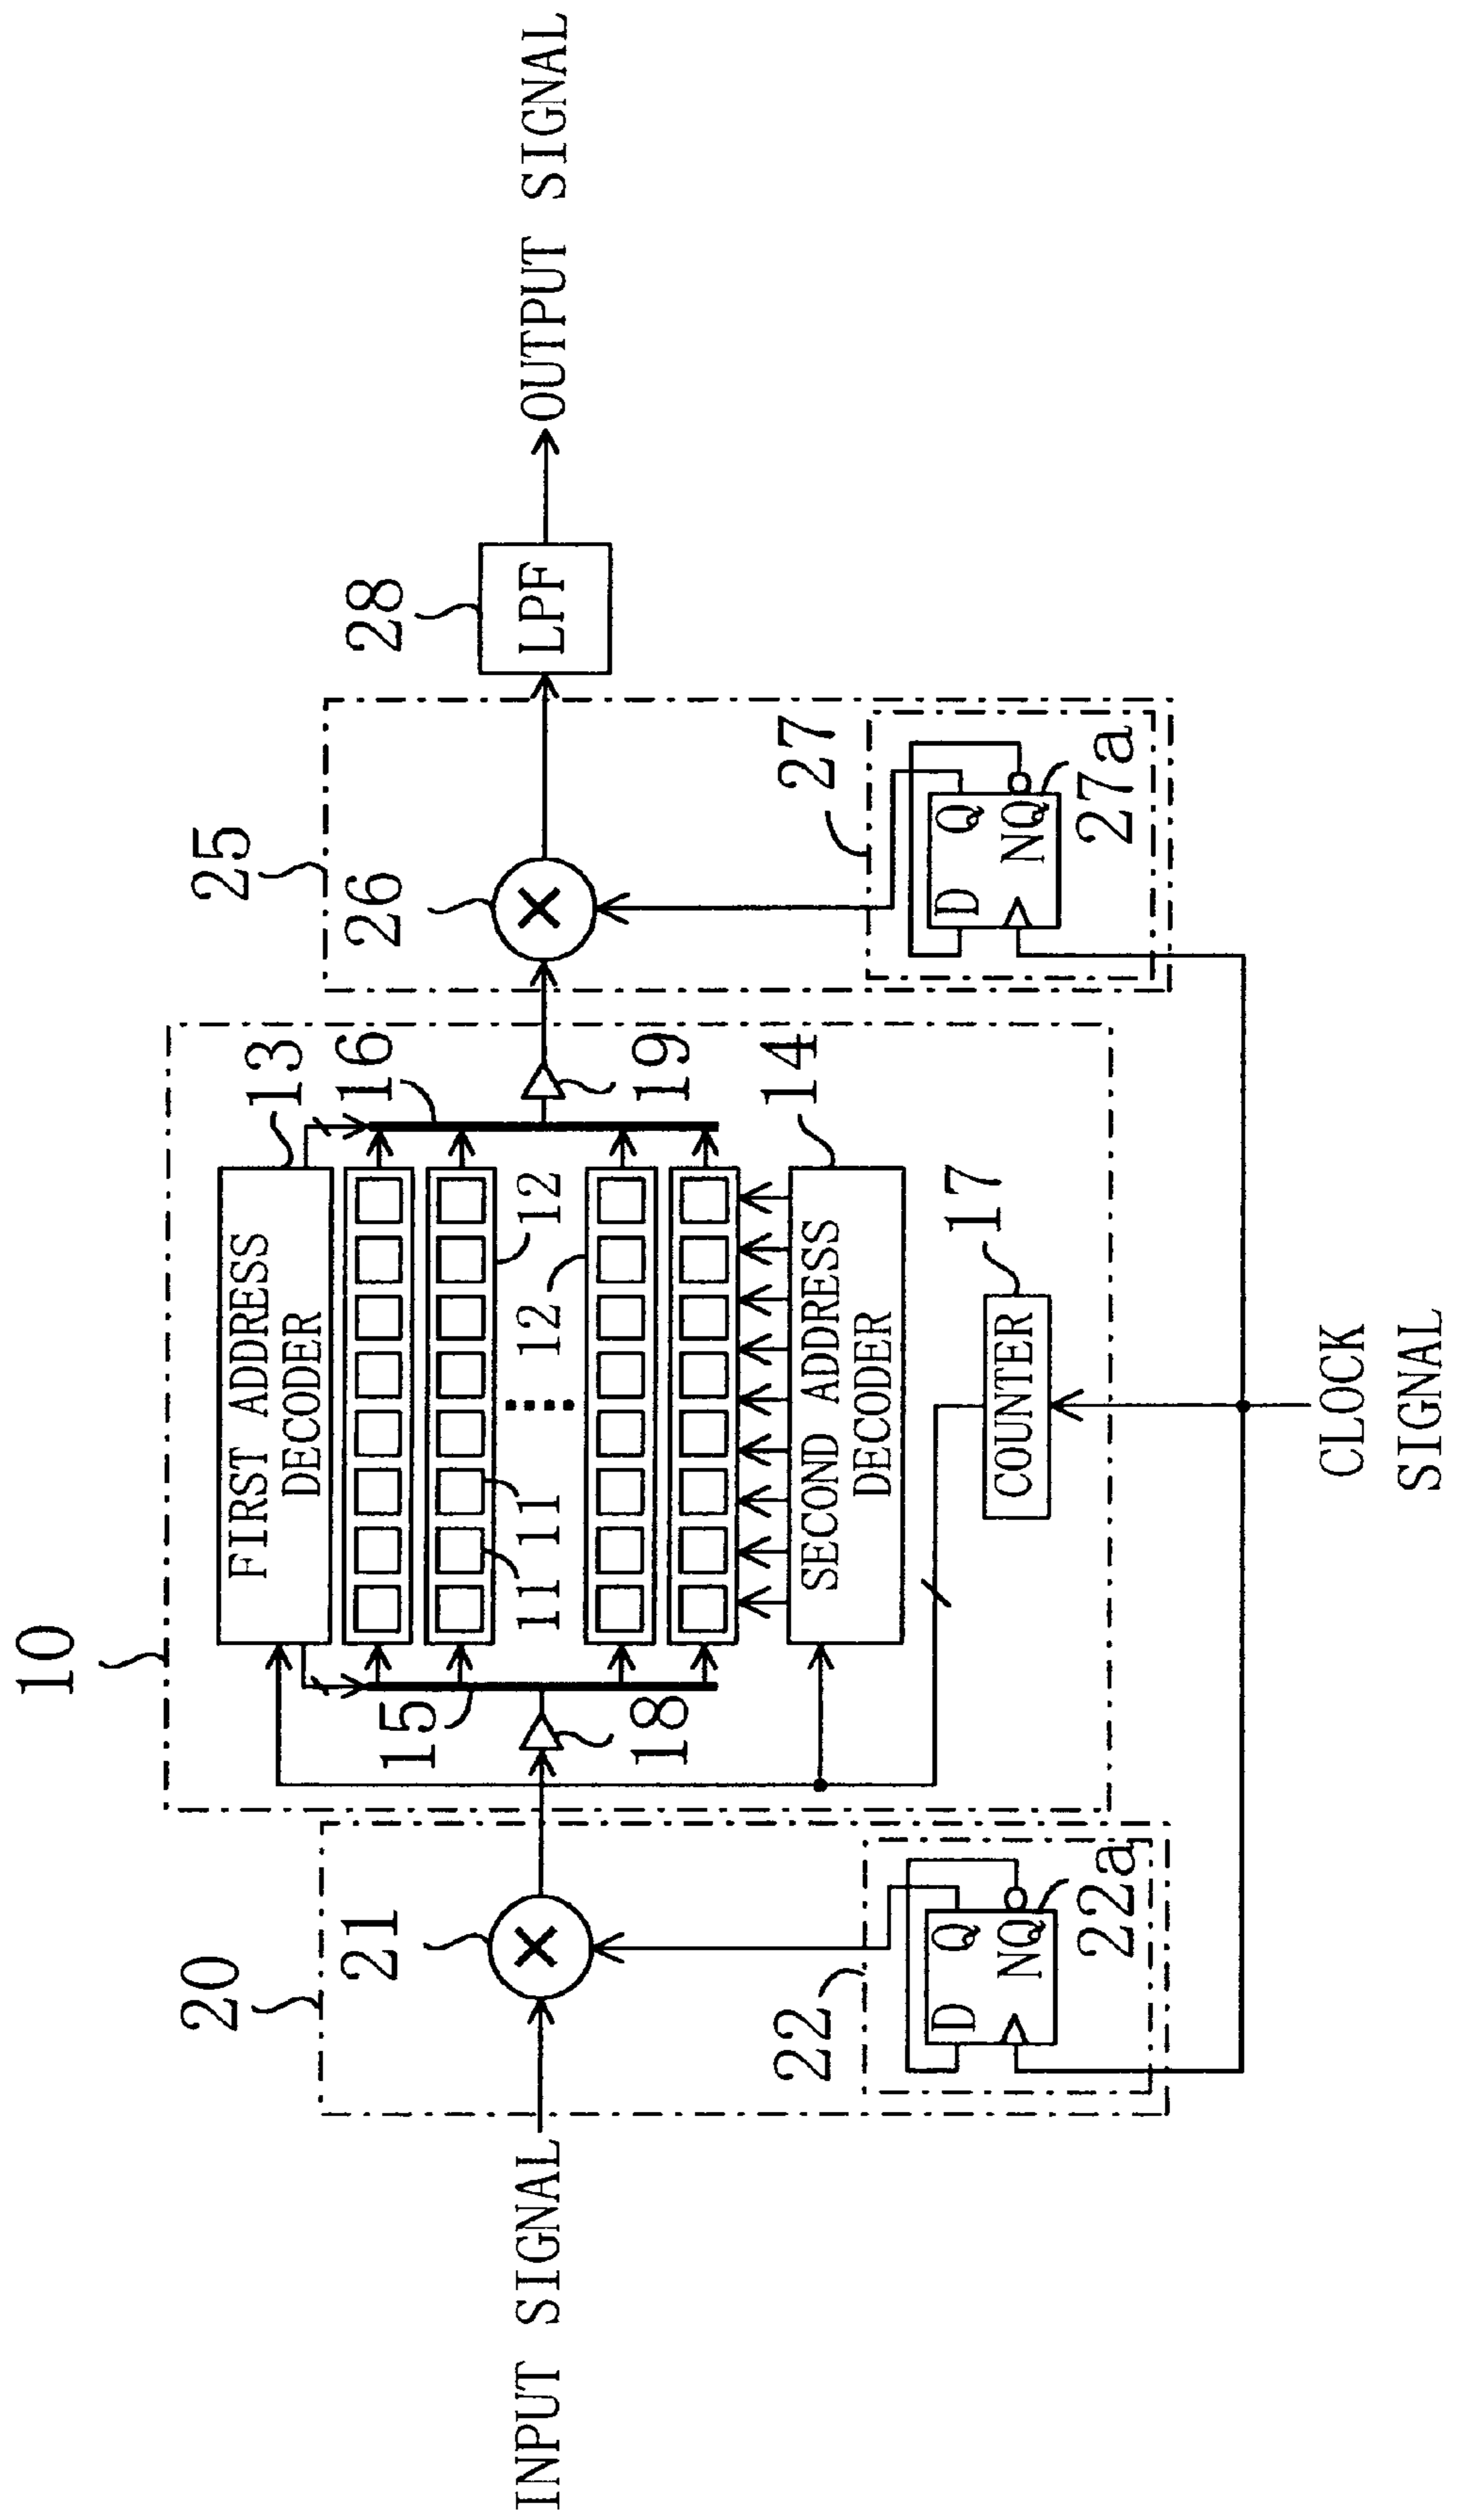 10
20
25
13
FIRST ADDRESS
DECODER
16
21
15
26
28
12
12
11 11
INPUT SIGNAL
×
×
LPF
OUTPUT SIGNAL
18
19
22
SECOND ADDRESS
DECODER
14
27
D Q
NQ
22a
17
COUNTER
D Q
NQ
27a
CLOCK
SIGNAL